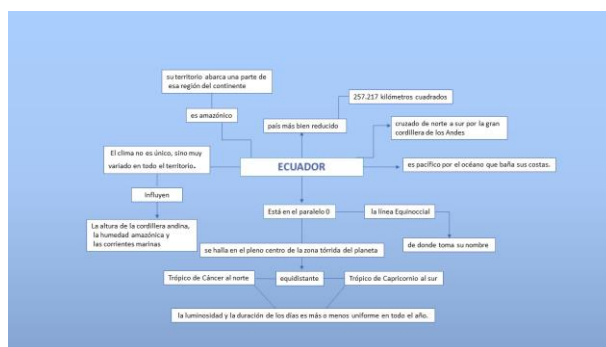 su territorio abarca una parte de
esa región del continente
257.217 kilómetros cuadrados
es amazónico
país más bien reducido
cruzado de norte a sur por la gran
cordillera de los Andes
El clima no es único, sino muy
variado en todo el territorio.
ECUADOR
es pacífico por el océano que baña sus costas.
Influyen
Está en el paralelo 0
la línea Equinoccial
La altura de la cordillera andina,
la humedad amazónica y
las corrientes marinas
se halla en el pleno centro de la zona tórrida del planeta
de donde toma su nombre
Trópico de Cáncer al norte
equidistante
Trópico de Capricornio al sur
la luminosidad y la duración de los días es más o menos uniforme en todo el año.